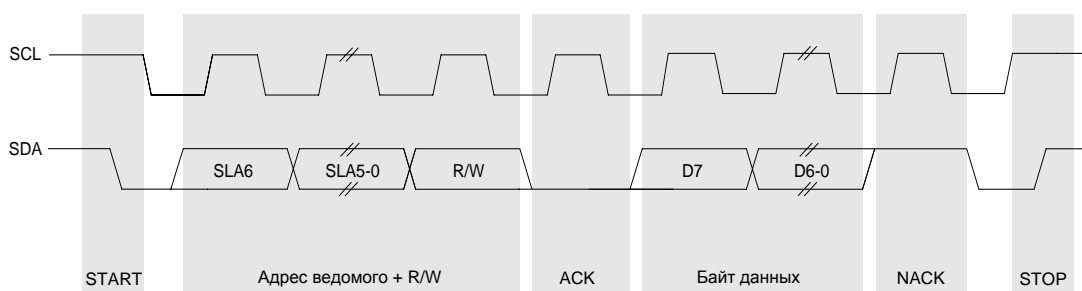 SCL
SDA
SLA6 SLA5-0 R/W D7 D6-0
START Адрес ведомого + R/W ACK Байт данных NACK STOP